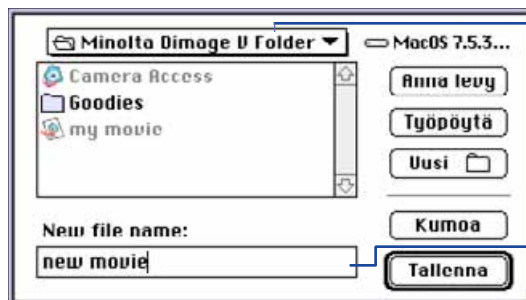 Minolta Dimage V Folder
MacOS 7.5.3...
Camera Access
Goodies
my movie
Anna levy
Työpöytä
Uusi
New file name:
new movie
Kumoa
Tallenna